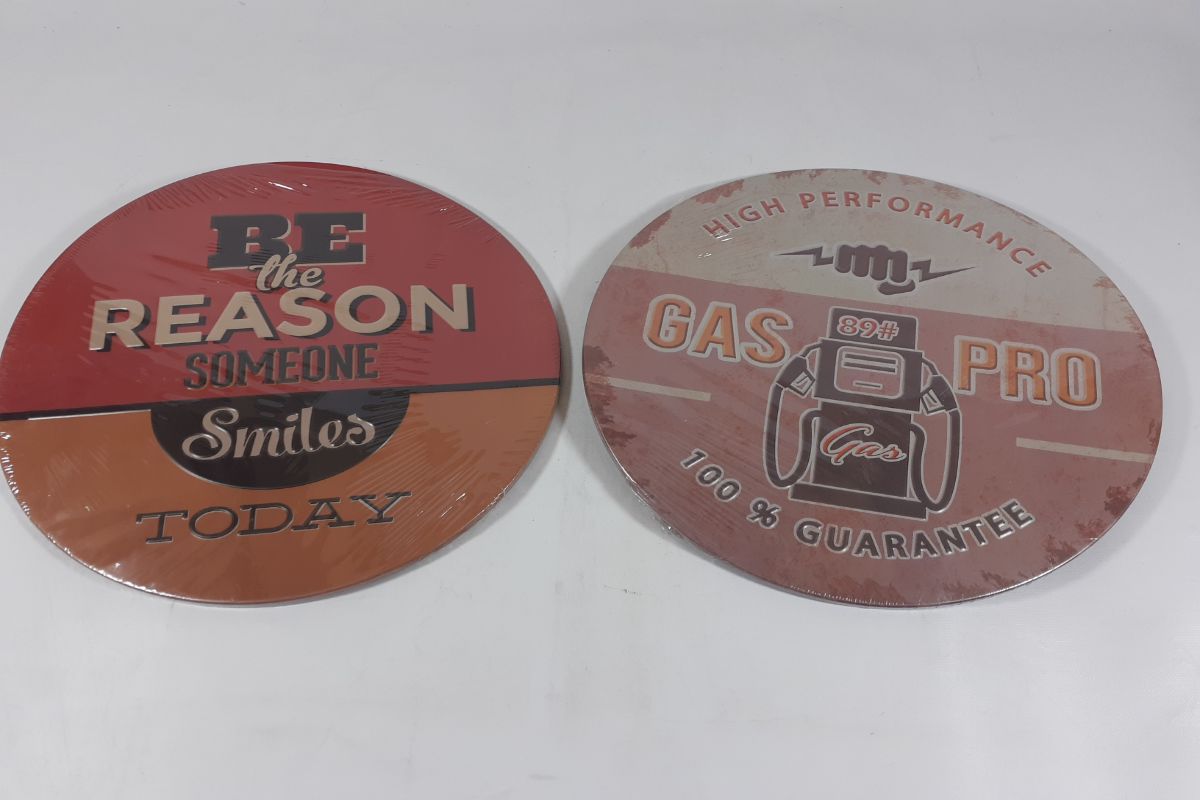 BE
the
REASON
SOMEONE
Smiles
TODAY
HIGH PERFORMANCE
GAS PRO
89#
Gas
100 % GUARANTEE